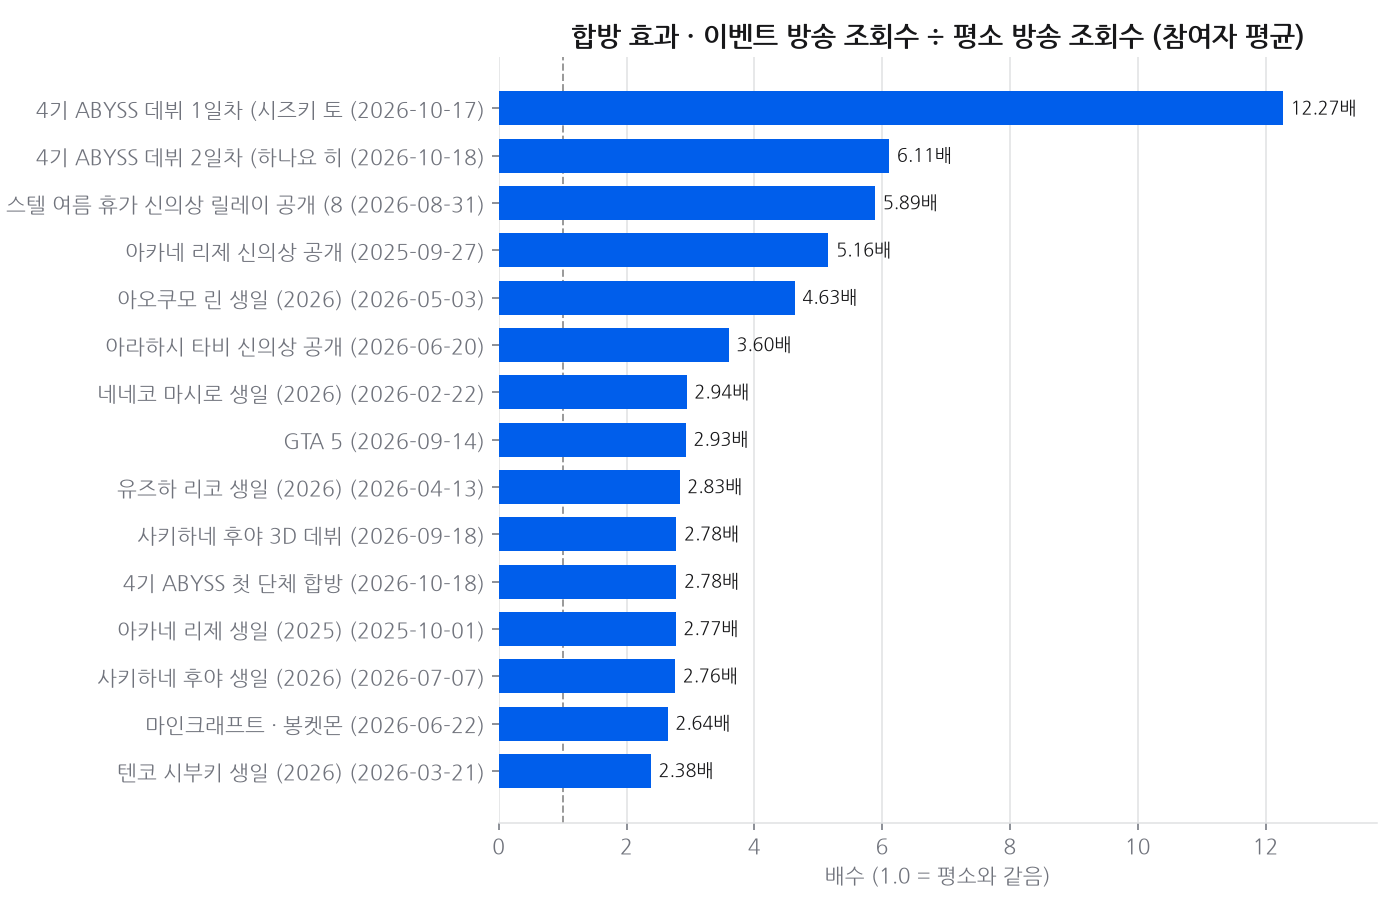 합방 효과 · 이벤트 방송 조회수 ÷ 평소 방송 조회수 (참여자 평균)
4기 ABYSS 데뷔 1일차 (시즈키 토 (2026-10-17) 12.27배
4기 ABYSS 데뷔 2일차 (하나요 히 (2026-10-18) 6.11배
스텔 여름 휴가 신의상 릴레이 공개 (8 (2026-08-31) 5.89배
아카네 리제 신의상 공개 (2025-09-27) 5.16배
아오쿠모 린 생일 (2026) (2026-05-03) 4.63배
아라하시 타비 신의상 공개 (2026-06-20) 3.60배
네네코 마시로 생일 (2026) (2026-02-22) 2.94배
GTA 5 (2026-09-14) 2.93배
유즈하 리코 생일 (2026) (2026-04-13) 2.83배
사키하네 후야 3D 데뷔 (2026-09-18) 2.78배
4기 ABYSS 첫 단체 합방 (2026-10-18) 2.78배
아카네 리제 생일 (2025) (2025-10-01) 2.77배
사키하네 후야 생일 (2026) (2026-07-07) 2.76배
마인크래프트 · 봉켓몬 (2026-06-22) 2.64배
텐코 시부키 생일 (2026) (2026-03-21) 2.38배
0 2 4 6 8 10 12
배수 (1.0 = 평소와 같음)